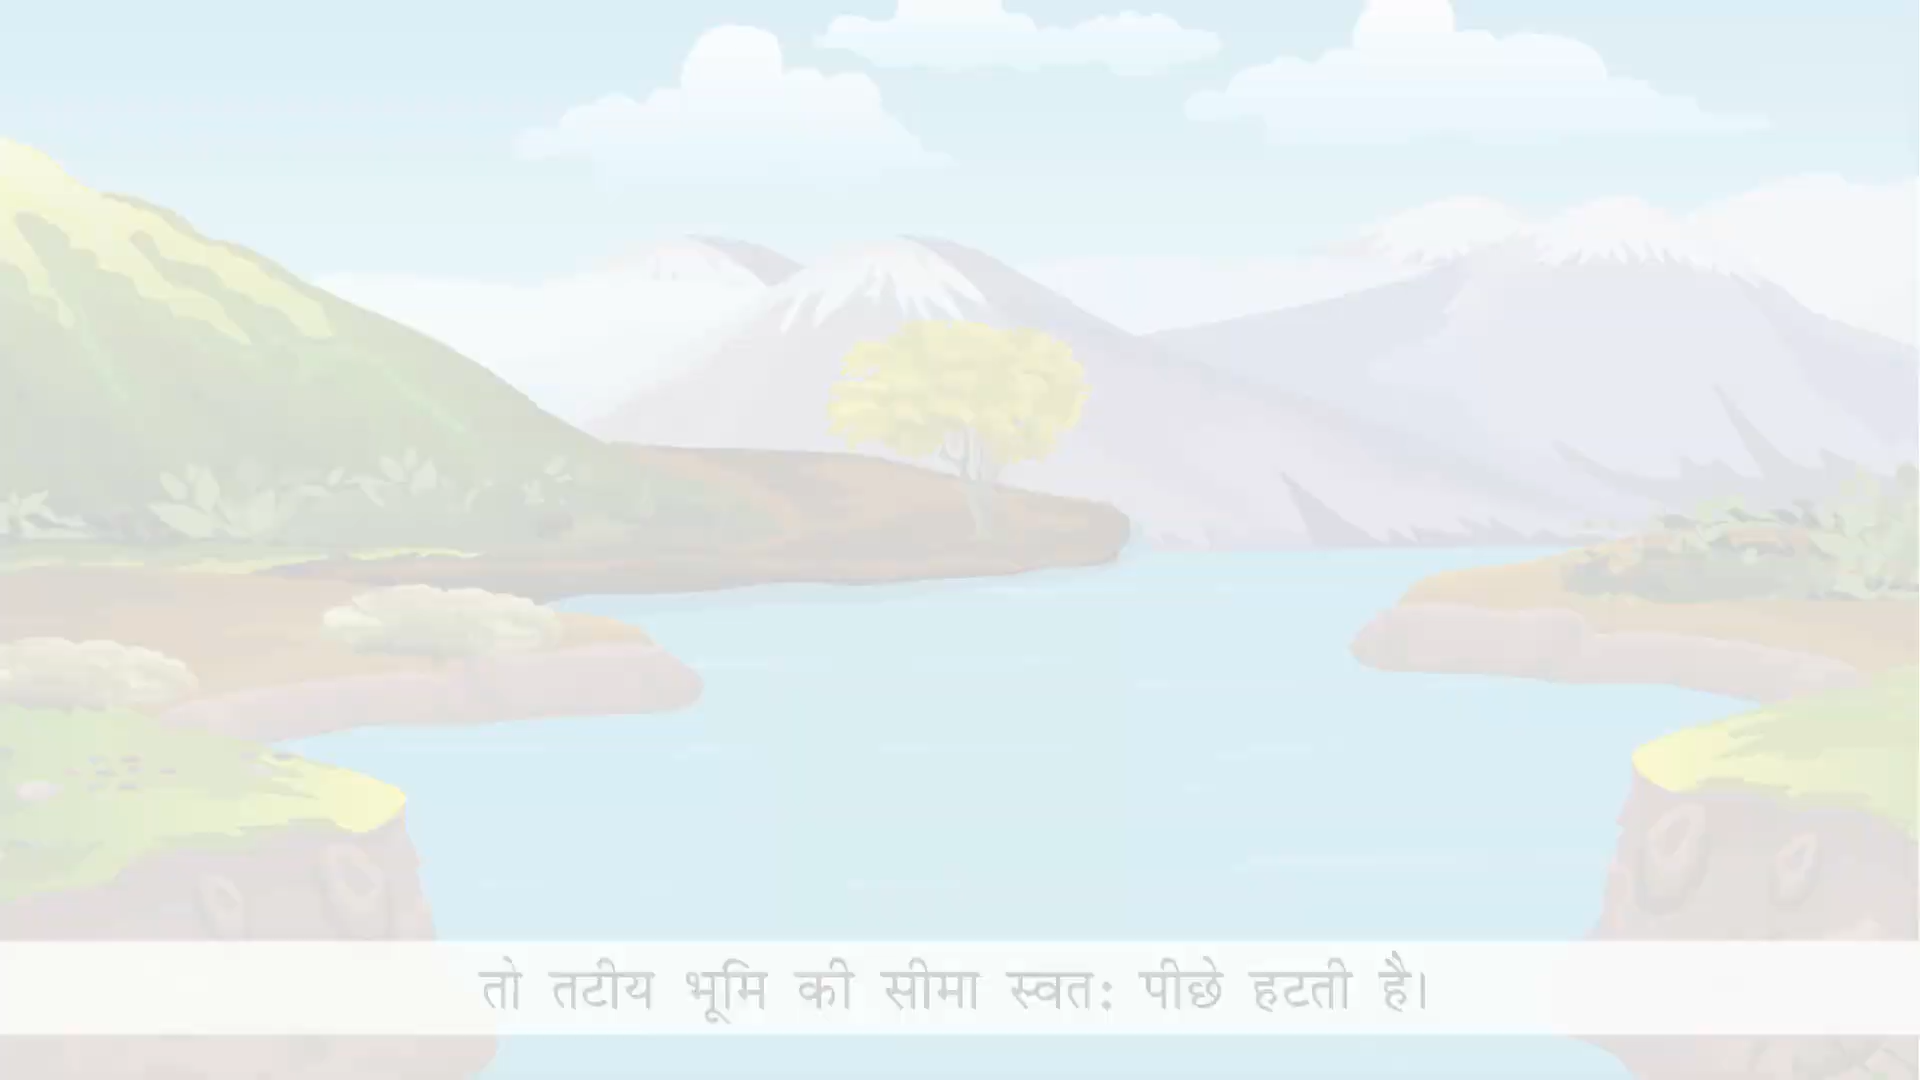 तो तटीय भूमि की सीमा स्वतः पीछे हटती है।